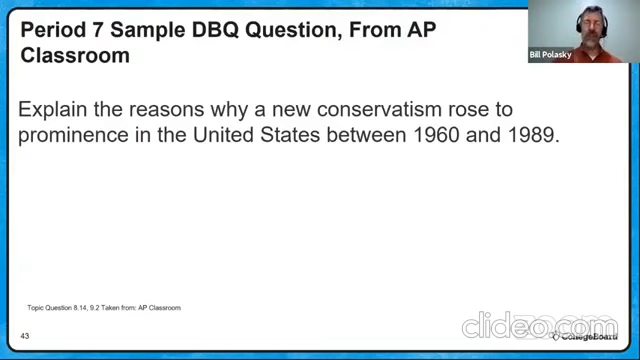 Period 7 Sample DBQ Question, From AP
Classroom
Bill Polasky
Explain the reasons why a new conservatism rose to
prominence in the United States between 1960 and 1989.
Topic Question 8.14, 9.2 Taken from: AP Classroom
43
clideo.com
CollegeBoard